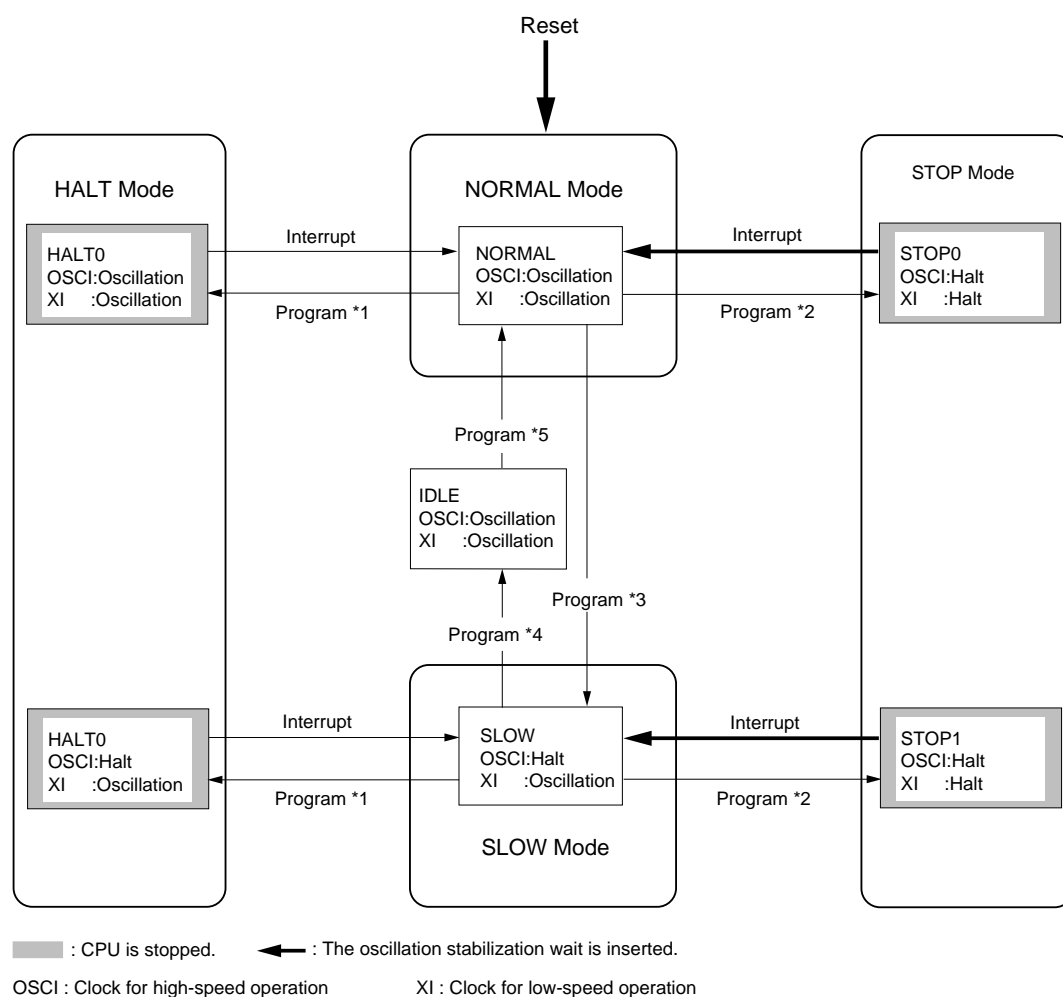 Reset
HALT Mode
NORMAL Mode
STOP Mode
HALT0
OSCI:Oscillation
XI :Oscillation
Interrupt
Program *1
NORMAL
OSCI:Oscillation
XI :Oscillation
Interrupt
Program *2
STOP0
OSCI:Halt
XI :Halt
Program *5
IDLE
OSCI:Oscillation
XI :Oscillation
Program *3
Program *4
HALT0
OSCI:Halt
XI :Oscillation
Interrupt
Program *1
SLOW
OSCI:Halt
XI :Oscillation
Interrupt
Program *2
STOP1
OSCI:Halt
XI :Halt
SLOW Mode
: CPU is stopped.
: The oscillation stabilization wait is inserted.
OSCI : Clock for high-speed operation
XI : Clock for low-speed operation